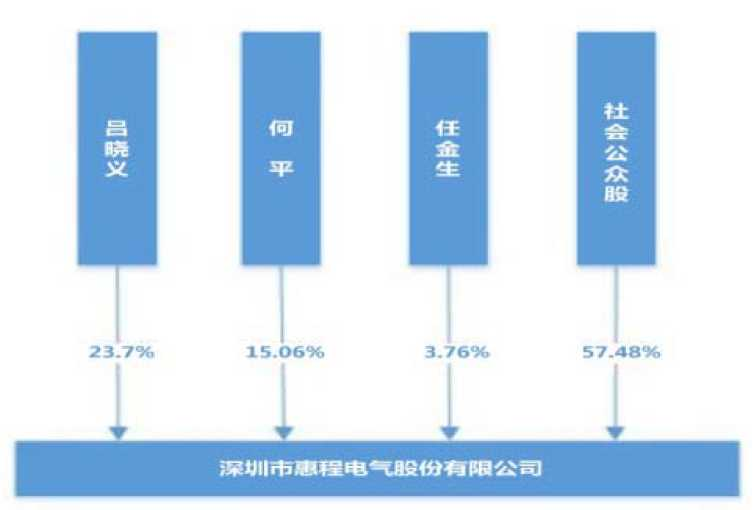 吕晓义
何平
任金生
社会公众股
23.7%
15.06%
3.76%
57.48%
深圳市惠程电气股份有限公司